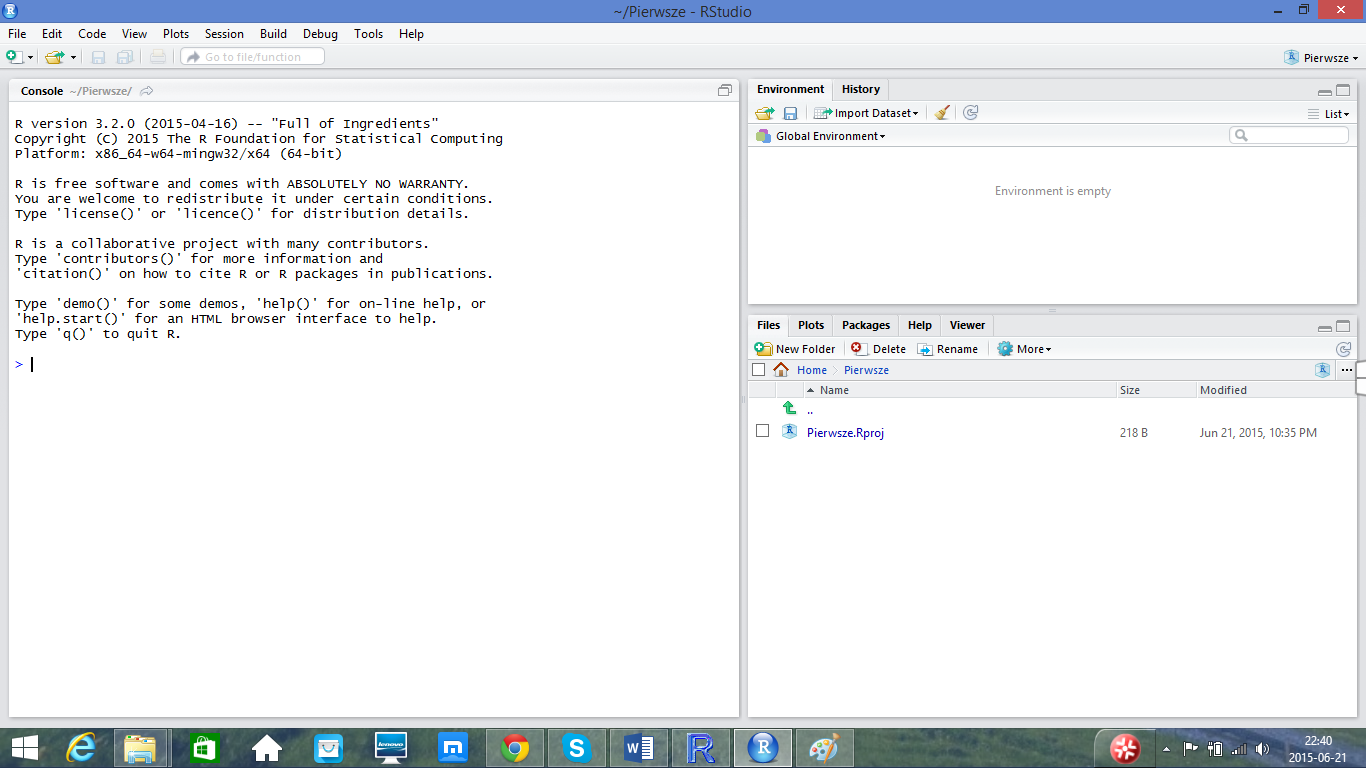 ~/Pierwsze - RStudio
File Edit Code View Plots Session Build Debug Tools Help
Go to file/function
Pierwsze
Console ~/Pierwsze/
R version 3.2.0 (2015-04-16) -- "Full of Ingredients"
Copyright (C) 2015 The R Foundation for Statistical Computing
Platform: x86_64-w64-mingw32/x64 (64-bit)
R is free software and comes with ABSOLUTELY NO WARRANTY.
You are welcome to redistribute it under certain conditions.
Type 'license()' or 'licence()' for distribution details.
R is a collaborative project with many contributors.
Type 'contributors()' for more information and
'citation()' on how to cite R or R packages in publications.
Type 'demo()' for some demos, 'help()' for on-line help, or
'help.start()' for an HTML browser interface to help.
Type 'q()' to quit R.
>
Environment History
Import Dataset
List
Global Environment
Environment is empty
Files Plots Packages Help Viewer
New Folder Delete Rename More
Home Pierwsze ...
Name Size Modified
..
Pierwsze.Rproj 218 B Jun 21, 2015, 10:35 PM
lenovo
22:40
2015-06-21